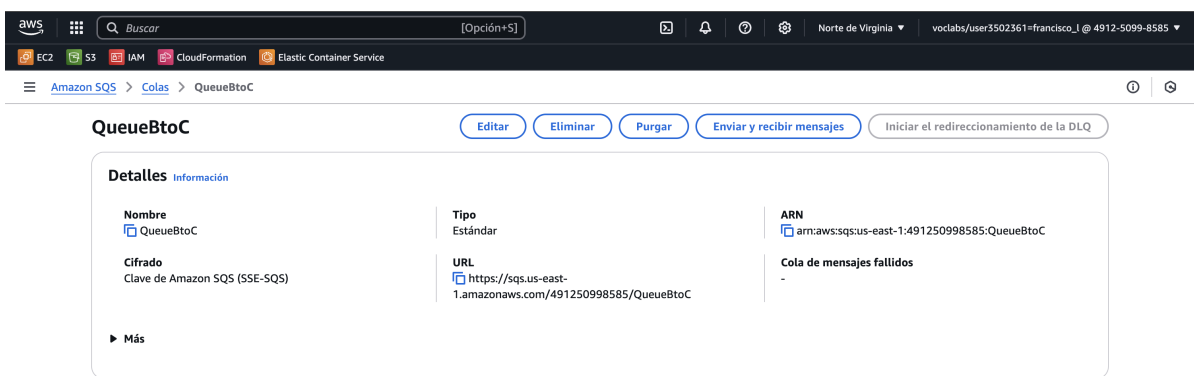 aws
Buscar [Opción+S] Norte de Virginia voclabs/user3502361=francisco_l @ 4912-5099-8585
EC2 S3 IAM CloudFormation Elastic Container Service
Amazon SQS > Colas > QueueBtoC
QueueBtoC Editar Eliminar Purgar Enviar y recibir mensajes Iniciar el redireccionamiento de la DLQ
Detalles Información
Nombre
QueueBtoC
Tipo
Estándar
ARN
arn:aws:sqs:us-east-1:491250998585:QueueBtoC
Cifrado
Clave de Amazon SQS (SSE-SQS)
URL
https://sqs.us-east-
1.amazonaws.com/491250998585/QueueBtoC
Cola de mensajes fallidos
-
Más